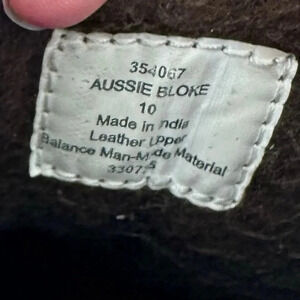 354067
AUSSIE BLOKE
10
Made in India
Leather Upper
Balance Man-Made Material